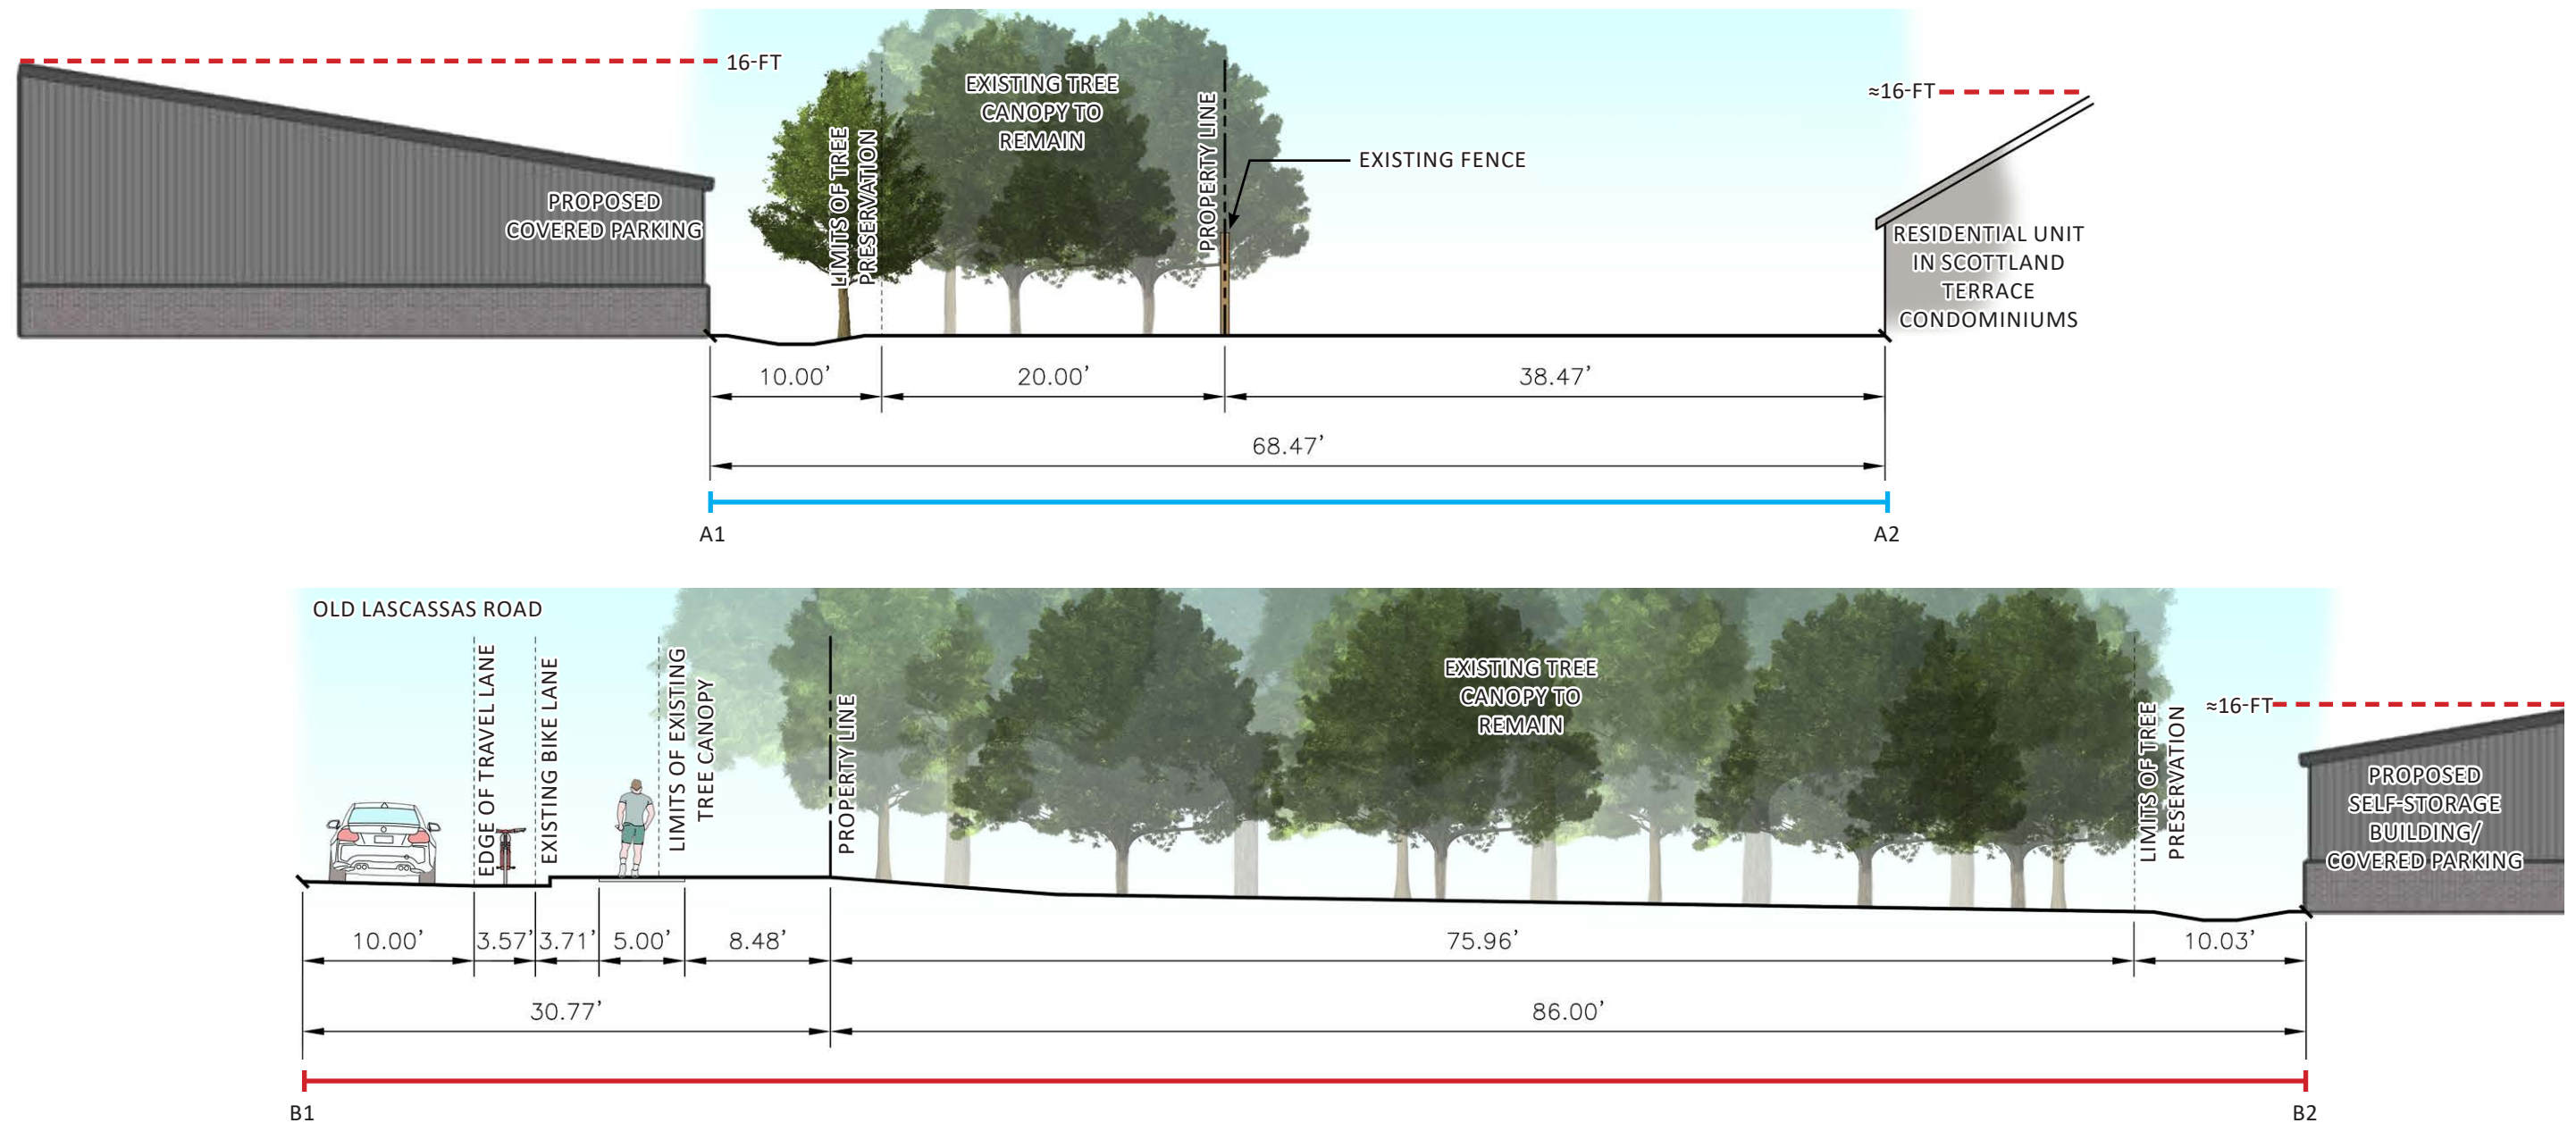 16-FT
≈16-FT
EXISTING TREE
CANOPY TO
REMAIN
LIMITS OF TREE
PRESERVATION
PROPERTY LINE
EXISTING FENCE
PROPOSED
COVERED PARKING
RESIDENTIAL UNIT
IN SCOTTLAND
TERRACE
CONDOMINIUMS
10.00’
20.00’
38.47’
68.47’
A1
A2
OLD LASCASSAS ROAD
EDGE OF TRAVEL LANE
EXISTING BIKE LANE
LIMITS OF EXISTING
TREE CANOPY
PROPERTY LINE
EXISTING TREE
CANOPY TO
REMAIN
LIMITS OF TREE
PRESERVATION
≈16-FT
PROPOSED
SELF-STORAGE
BUILDING/
COVERED PARKING
10.00’
3.57’
3.71’
5.00’
8.48’
75.96’
10.03’
30.77’
86.00’
B1
B2